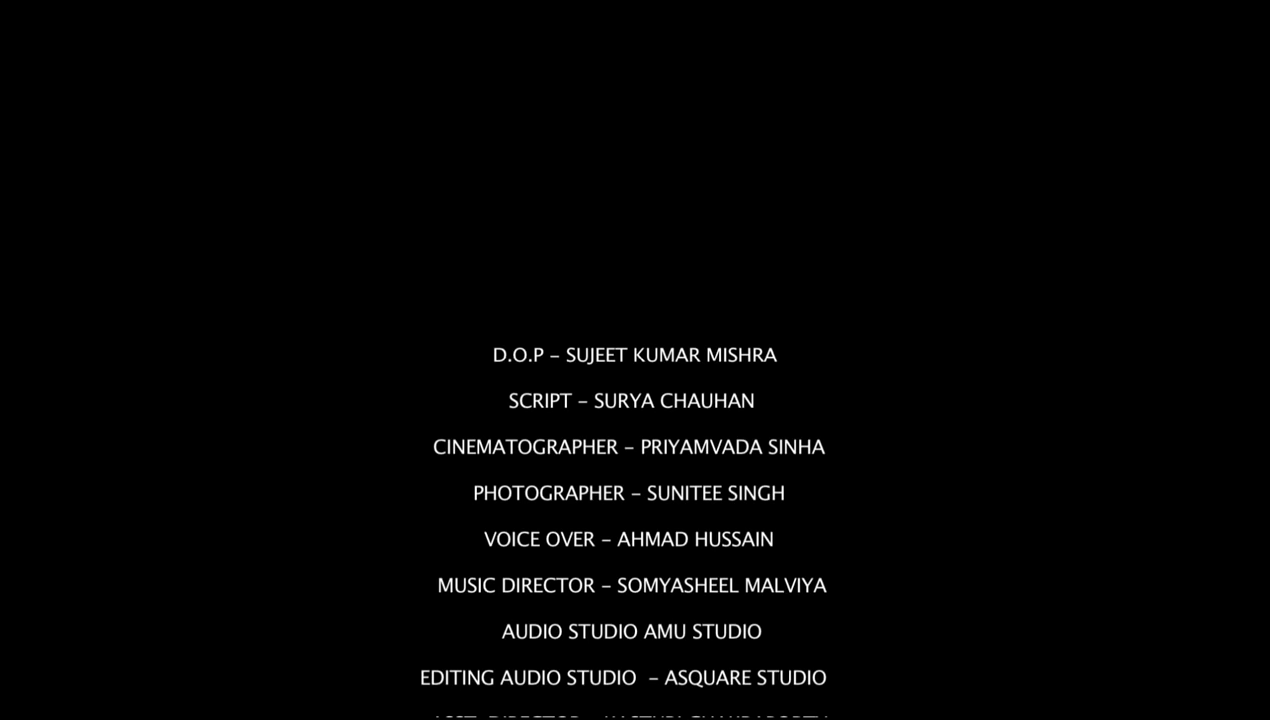 D.O.P – SUJEET KUMAR MISHRA
SCRIPT – SURYA CHAUHAN
CINEMATOGRAPHER – PRIYAMVADA SINHA
PHOTOGRAPHER – SUNITEE SINGH
VOICE OVER – AHMAD HUSSAIN
MUSIC DIRECTOR – SOMYASHEEL MALVIYA
AUDIO STUDIO AMU STUDIO
EDITING AUDIO STUDIO – ASQUARE STUDIO